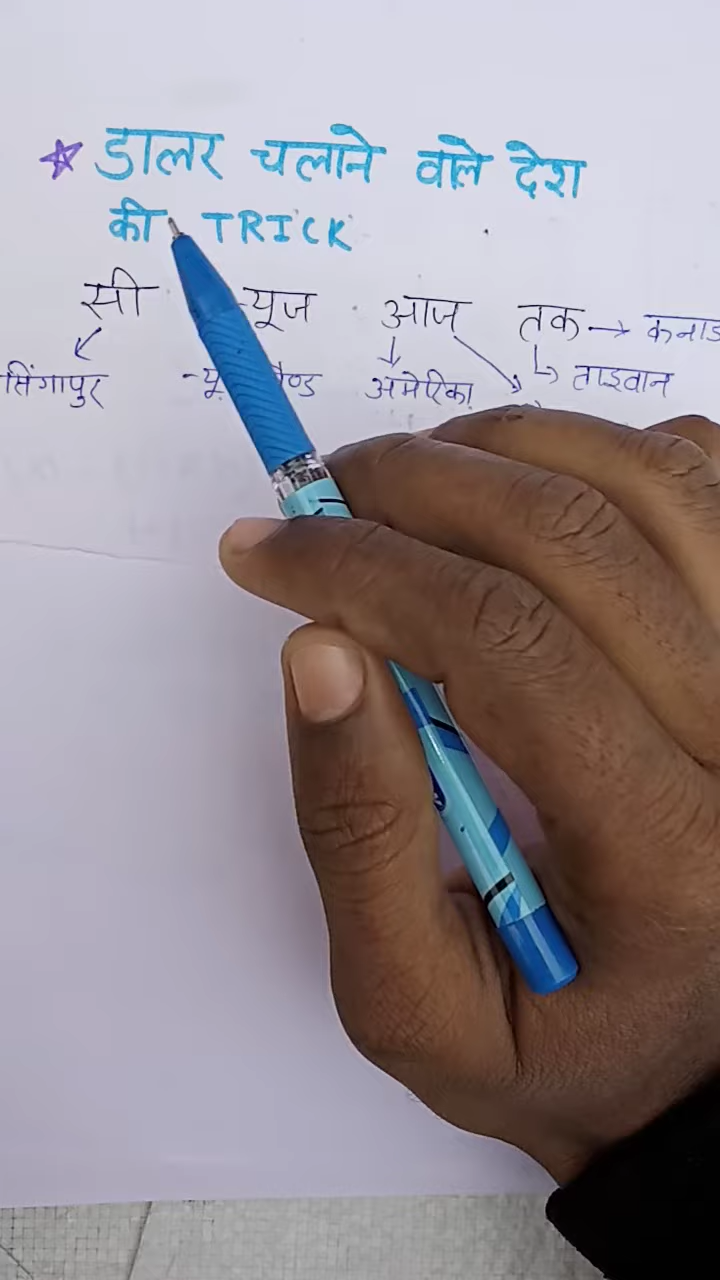 डालर चलाने वाले देश
की TRICK
सी यूज आज तक → कनाड
सिंगापुर अमेरिका ताइवान